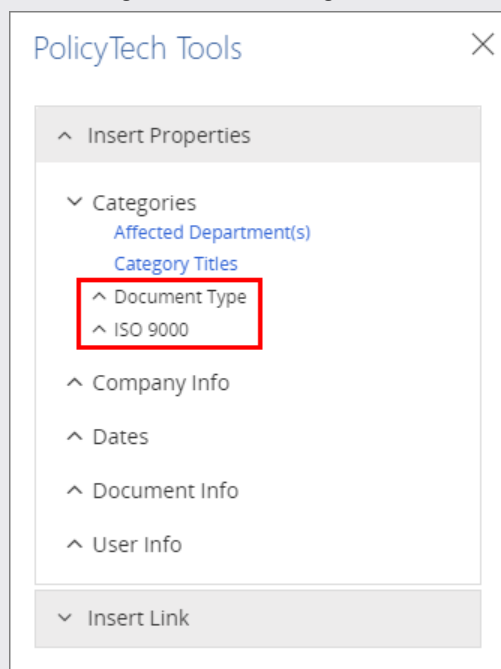 PolicyTech Tools
Insert Properties
Categories
Affected Department(s)
Category Titles
Document Type
ISO 9000
Company Info
Dates
Document Info
User Info
Insert Link